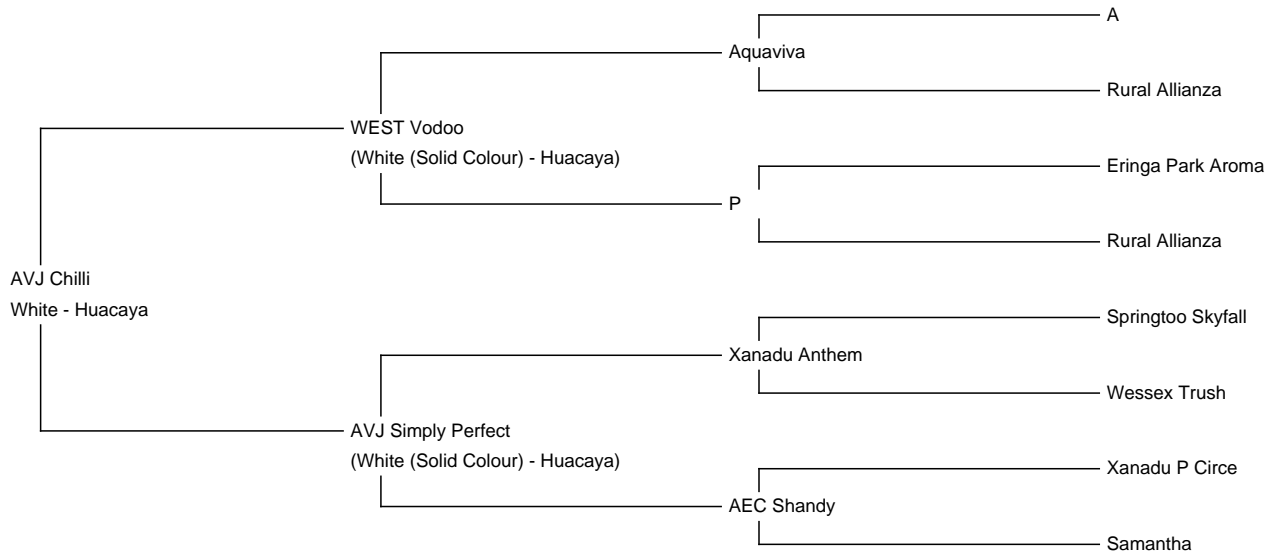 A
Aquaviva
Rural Allianza
WEST Vodoo
(White (Solid Colour) - Huacaya)
Eringa Park Aroma
P
Rural Allianza
AVJ Chilli
White - Huacaya
Springtoo Skyfall
Xanadu Anthem
Wessex Trush
AVJ Simply Perfect
(White (Solid Colour) - Huacaya)
Xanadu P Circe
AEC Shandy
Samantha